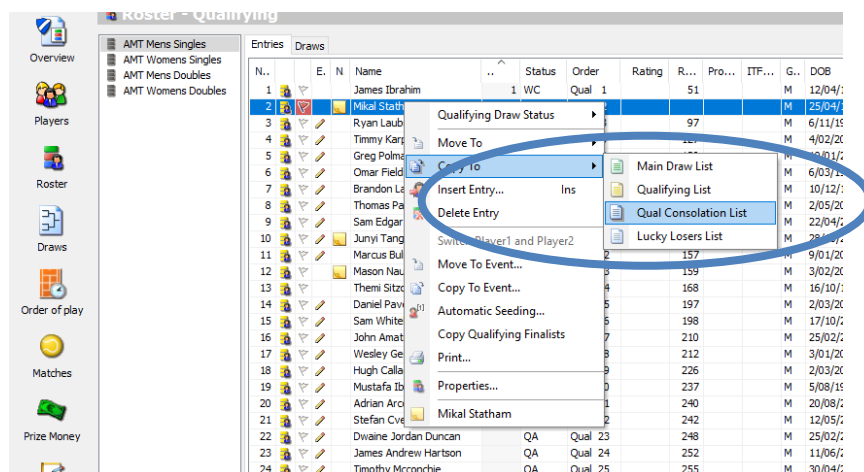 Roster - Qualifying
Overview
Players
Roster
Draws
Order of play
Matches
Prize Money
AMT Mens Singles
AMT Womens Singles
AMT Mens Doubles
AMT Womens Doubles
Entries Draws
N.. E. N Name .. Status Order Rating R... Pro... ITF... G.. DOB
1 James Ibrahim 1 WC Qual 1 51 M 12/04/
2 Mikal Stath M 25/04/
3 Ryan Laub 97 M 6/11/19
4 Timmy Karp M 4/02/20
5 Greg Polma
6 Omar Field M 6/03/
7 Brandon La M 10/12/
8 Thomas Pa M 2/05/20
9 Sam Edgar M 22/04/
10 Junyi Tang
11 Marcus Bul 2 157 M 9/01/20
12 Mason Nau 3 159 M 3/02/20
13 Themi Sitzo 4 168 M 16/10/
14 Daniel Pave 5 197 M 2/03/20
15 Sam White 6 198 M 17/10/2
16 John Amat 7 210 M 25/02/2
17 Wesley Ge 8 212 M 3/01/20
18 Hugh Calla 9 226 M 2/03/20
19 Mustafa Ib 0 237 M 5/08/19
20 Adrian Arc 1 240 M 20/08/2
21 Stefan Cve 2 242 M 12/05/2
22 Dwaine Jordan Duncan QA Qual 23 248 M 25/02/2
23 James Andrew Hartson QA Qual 24 252 M 11/06/2
24 Timothy Mcconchie QA Qual 25 255 M 30/04/2
Qualifying Draw Status
Move To
Copy To
Insert Entry... Ins
Delete Entry
Switch Player1 and Player2
Move To Event...
Copy To Event...
Automatic Seeding...
Copy Qualifying Finalists
Print...
Properties...
Mikal Statham
Main Draw List
Qualifying List
Qual Consolation List
Lucky Losers List